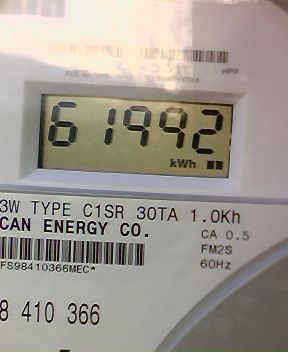 61992
kWh
3W TYPE C1SR 30TA 1.0Kh
CAN ENERGY CO.
CA 0.5
FM2S
60Hz
FS98410366MEC*
8 410 366